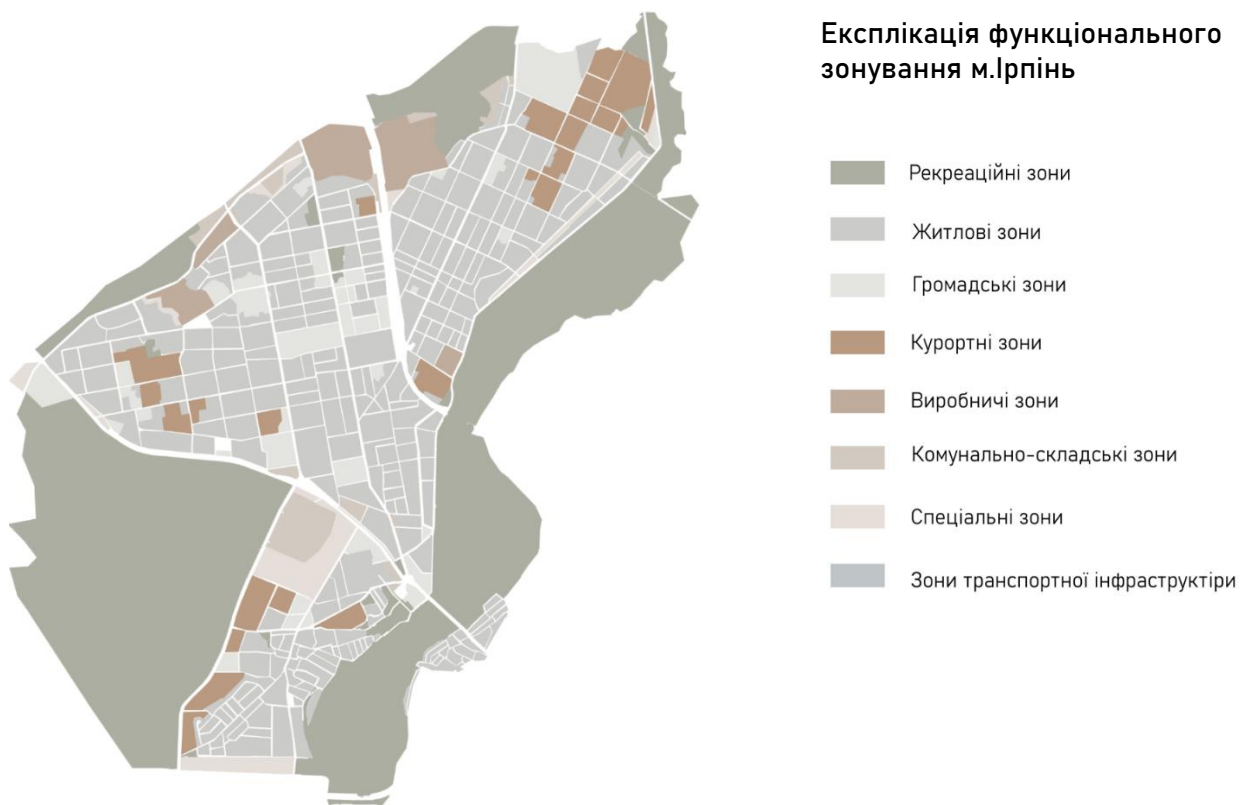 Експлікація функціонального
зонування м.Ірпінь
Рекреаційні зони
Житлові зони
Громадські зони
Курортні зони
Виробничі зони
Комунально-складські зони
Спеціальні зони
Зони транспортної інфраструктіри